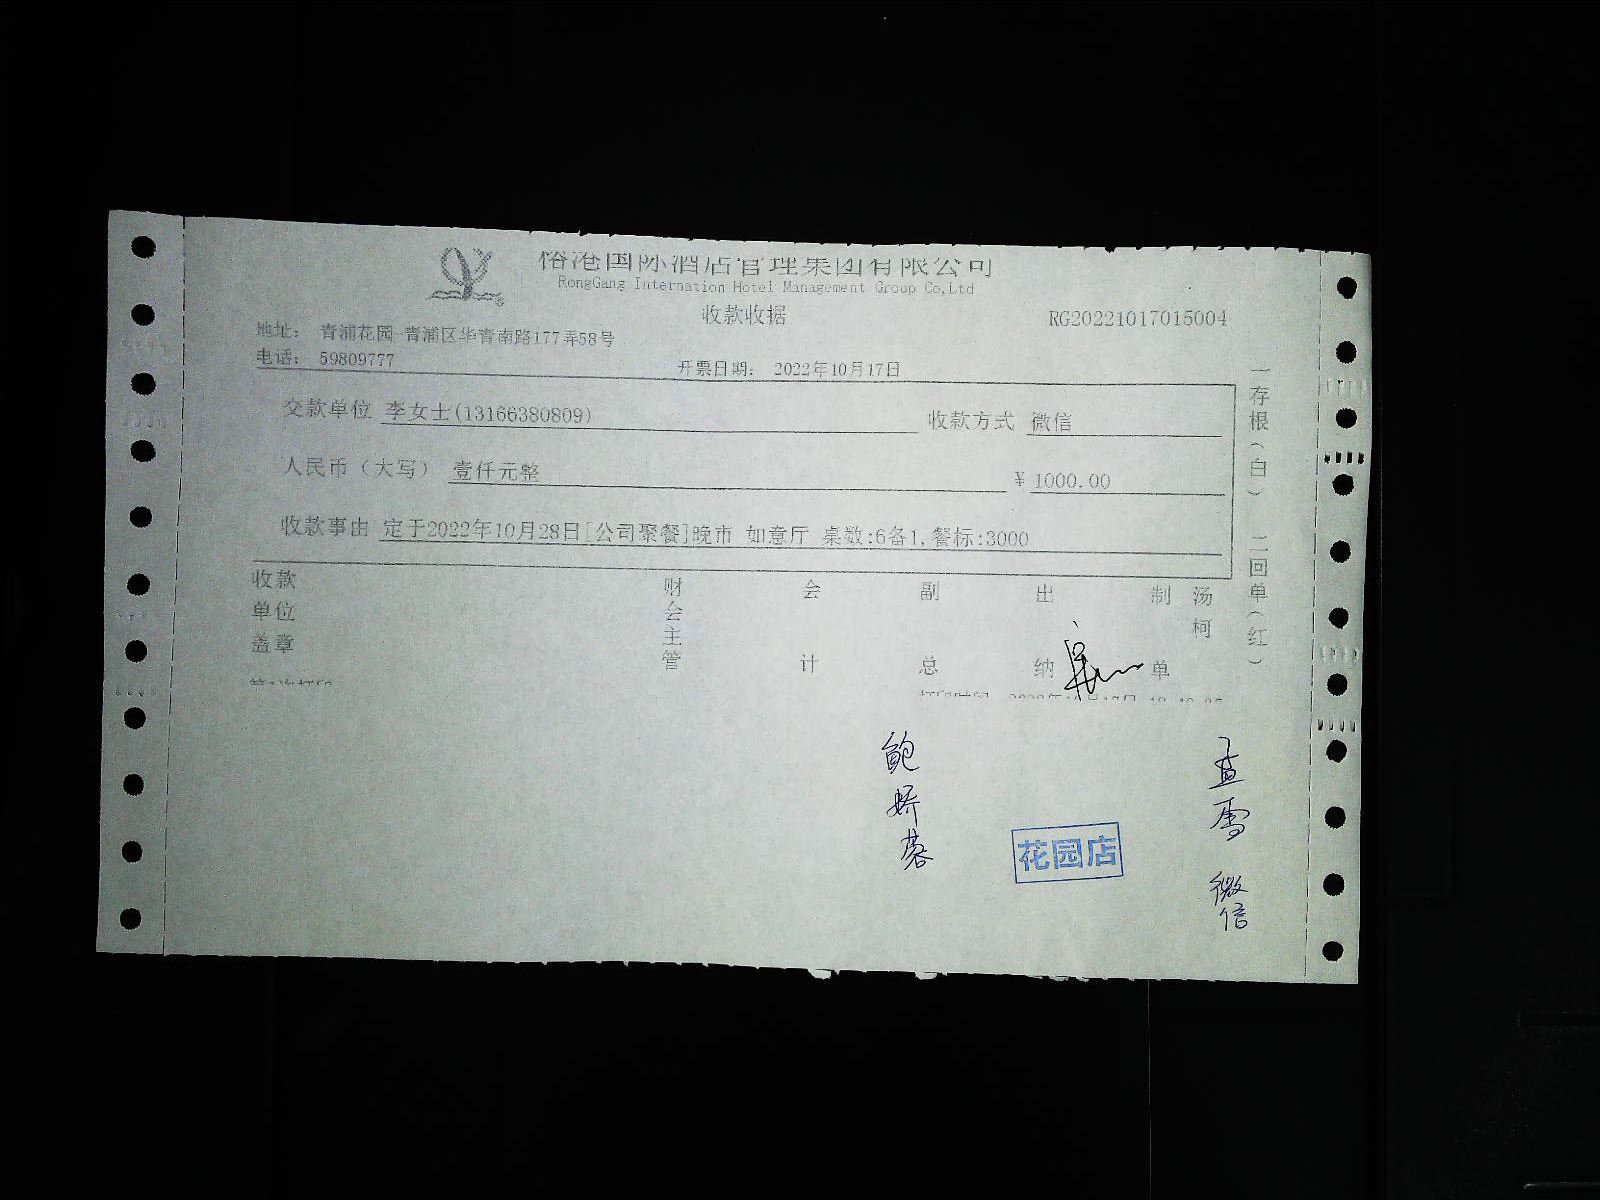 国际酒店管理集团有限公司
RongGang Internation Hotel Management Group Co,Ltd
收款收据
RG20221017015004
地址： 青浦花园-青浦区华青南路177弄58号
电话： 59809777
开票日期： 2022年10月17日
交款单位 李女士(13166380809) 收款方式 微信
人民币（大写） 壹仟元整 ¥ 1000.00
收款事由 定于2022年10月28日[公司聚餐]晚市 如意厅 桌数:6备1,餐标:3000
收款单位盖章 财会主管 会计 副总 出纳 制单 汤柯
一存根（白） 二回单（红）
鲍娇蓉
花园店
孟雪 微信